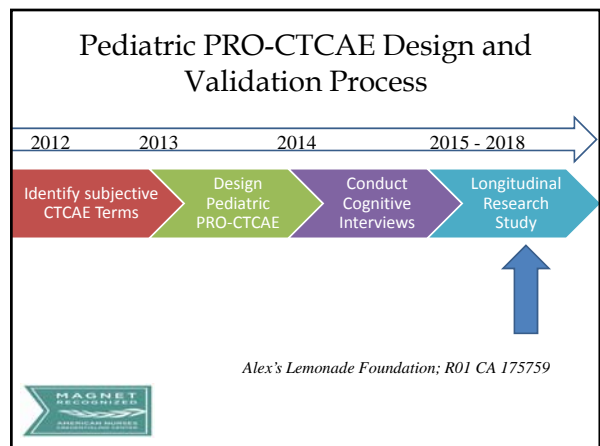 Pediatric PRO-CTCAE Design and
Validation Process
2012 2013 2014 2015 - 2018
Identify subjective
CTCAE Terms
Design
Pediatric
PRO-CTCAE
Conduct
Cognitive
Interviews
Longitudinal
Research
Study
Alex's Lemonade Foundation; R01 CA 175759
MAGNET
RECOGNIZED
AMERICAN NURSES
CREDENTIALING CENTER